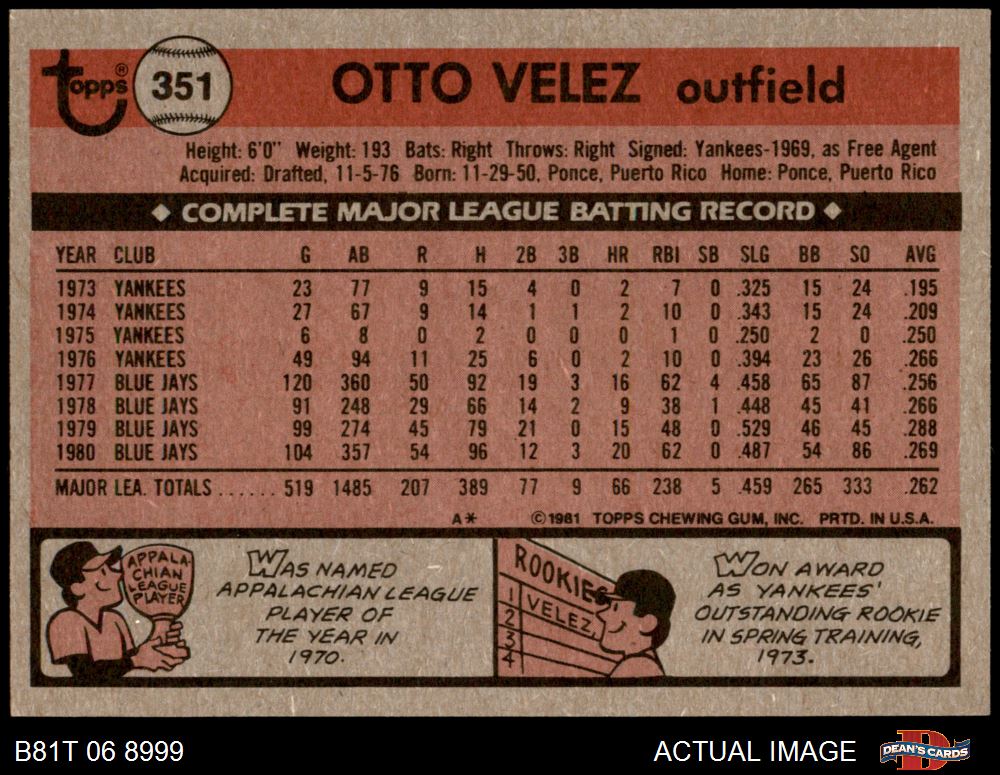 topps® 351 OTTO VELEZ outfield
Height: 6'0" Weight: 193 Bats: Right Throws: Right Signed: Yankees-1969, as Free Agent
Acquired: Drafted, 11-5-76 Born: 11-29-50, Ponce, Puerto Rico Home: Ponce, Puerto Rico
◆ COMPLETE MAJOR LEAGUE BATTING RECORD ◆
YEAR CLUB G AB R H 2B 3B HR RBI SB SLG BB SO AVG
1973 YANKEES 23 77 9 15 4 0 2 7 0 .325 15 24 .195
1974 YANKEES 27 67 9 14 1 1 2 10 0 .343 15 24 .209
1975 YANKEES 6 8 0 2 0 0 0 1 0 .250 2 0 .250
1976 YANKEES 49 94 11 25 6 0 2 10 0 .394 23 26 .266
1977 BLUE JAYS 120 360 50 92 19 3 16 62 4 .458 65 87 .256
1978 BLUE JAYS 91 248 29 66 14 2 9 38 1 .448 45 41 .266
1979 BLUE JAYS 99 274 45 79 21 0 15 48 0 .529 46 45 .288
1980 BLUE JAYS 104 357 54 96 12 3 20 62 0 .487 54 86 .269
MAJOR LEA. TOTALS ...... 519 1485 207 389 77 9 66 238 5 .459 265 333 .262
A* ©1981 TOPPS CHEWING GUM, INC. PRTD. IN U.S.A.
APPALA-
CHIAN
LEAGUE
PLAYER
WAS NAMED
APPALACHIAN LEAGUE
PLAYER OF
THE YEAR IN
1970.
ROOKIES
1 VELEZ,
2
3
4
WON AWARD
AS YANKEES'
OUTSTANDING ROOKIE
IN SPRING TRAINING,
1973.
B81T 06 8999 ACTUAL IMAGE DEAN'S CARDS